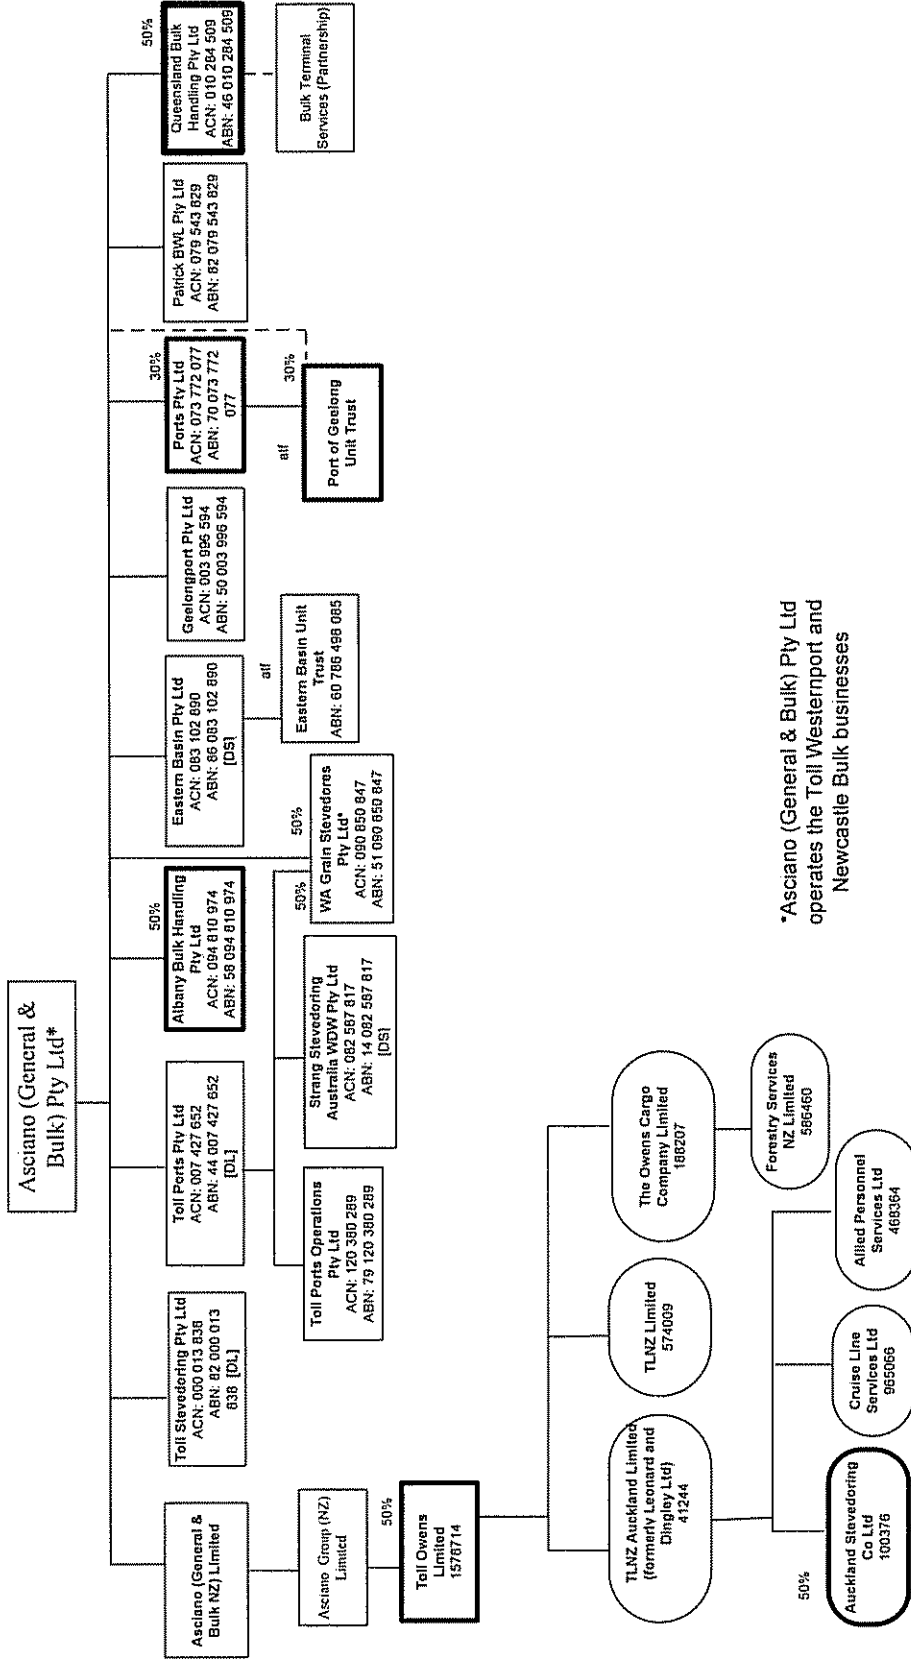 Asciano (General &
Bulk) Pty Ltd*
Asciano (General &
Bulk NZ) Limited
Toll Stevedoring Pty Ltd
ACN: 000 013 838
ABN: 82 000 013
838 [DL]
Toll Ports Pty Ltd
ACN: 007 427 652
ABN: 44 007 427 652
[DL]
50%
Albany Bulk Handling
Pty Ltd
ACN: 094 810 974
ABN: 58 094 810 974
Eastern Basin Pty Ltd
ACN: 083 102 890
ABN: 86 083 102 890
[DS]
Geelongport Pty Ltd
ACN: 003 996 594
ABN: 50 003 996 594
30%
Ports Pty Ltd
ACN: 073 772 077
ABN: 70 073 772
077
Patrick BWL Pty Ltd
ACN: 079 543 829
ABN: 82 079 543 829
50%
Queensland Bulk
Handling Pty Ltd
ACN: 010 284 509
ABN: 46 010 284 509
Asciano Group (NZ)
Limited
Toll Ports Operations
Pty Ltd
ACN: 120 380 289
ABN: 79 120 380 289
Strang Stevedoring
Australia WDW Pty Ltd
ACN: 082 587 817
ABN: 14 082 587 817
[DS]
50%
50%
WA Grain Stevedores
Pty Ltd*
ACN: 090 850 847
ABN: 51 090 850 847
atf
Eastern Basin Unit
Trust
ABN: 60 786 498 085
atf
30%
Port of Geelong
Unit Trust
Bulk Terminal
Services (Partnership)
50%
Toll Owens
Limited
1578714
TLNZ Auckland Limited
(formerly Leonard and
Dingley Ltd)
41244
TLNZ Limited
574009
The Owens Cargo
Company Limited
188207
Forestry Services
NZ Limited
586460
50%
Auckland Stevedoring
Co Ltd
100376
Cruise Line
Services Ltd
965066
Allied Personnel
Services Ltd
468364
*Asciano (General & Bulk) Pty Ltd
operates the Toll Westernport and
Newcastle Bulk businesses